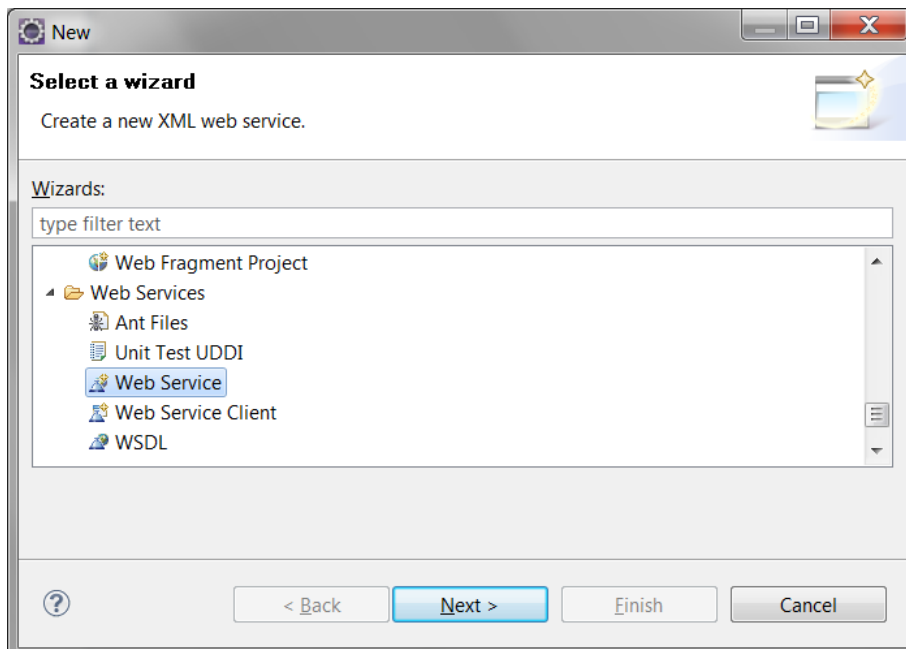 New
Select a wizard
Create a new XML web service.
Wizards:
type filter text
Web Fragment Project
Web Services
Ant Files
Unit Test UDDI
Web Service
Web Service Client
WSDL
? < Back Next > Finish Cancel